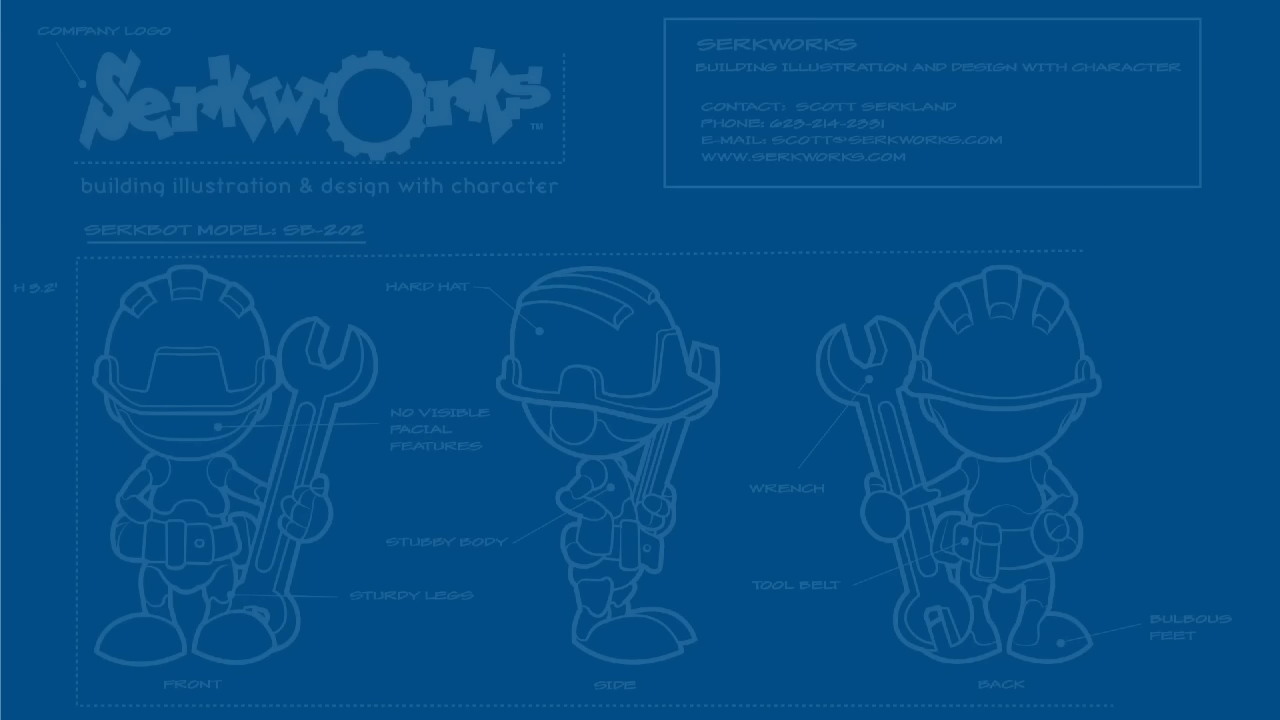 COMPANY LOGO
Serkworks™
building illustration & design with character
SERKWORKS
BUILDING ILLUSTRATION AND DESIGN WITH CHARACTER
CONTACT: SCOTT SERKLAND
PHONE: 623-214-2331
E-MAIL: SCOTT@SERKWORKS.COM
WWW.SERKWORKS.COM
SERKBOT MODEL: SB-202
H 3.2'
HARD HAT
NO VISIBLE
FACIAL
FEATURES
WRENCH
STUBBY BODY
TOOL BELT
STURDY LEGS
BULBOUS
FEET
FRONT
SIDE
BACK